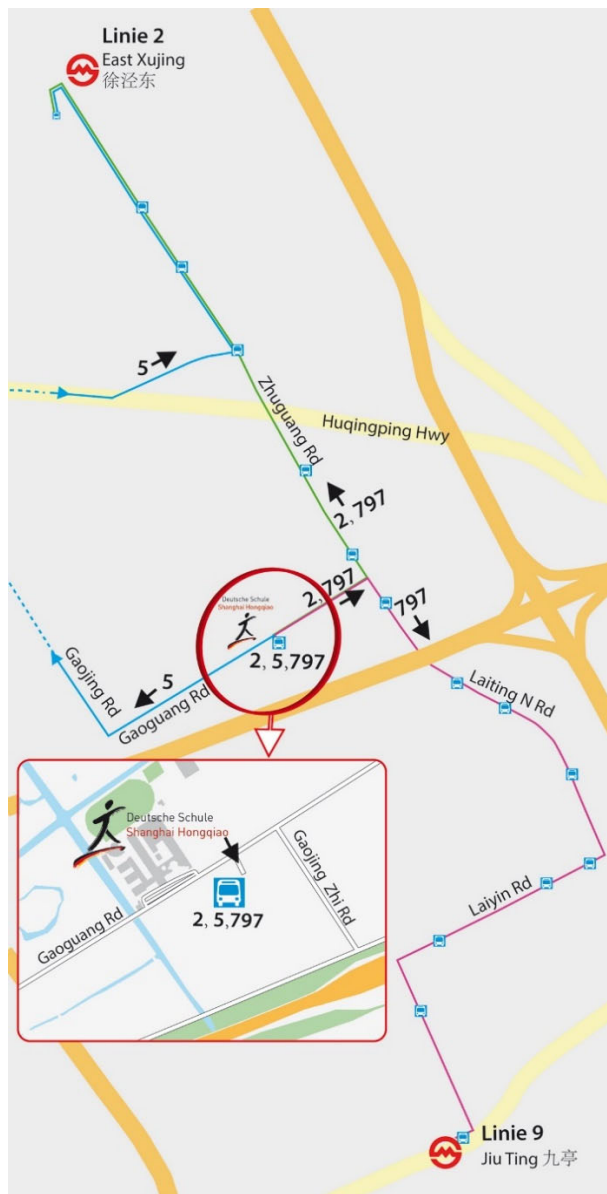 Linie 2
East Xujing
徐泾东
5
Zhuguang Rd
Huqingping Hwy
2, 797
2,797
797
Deutsche Schule
Shanghai Hongqiao
2, 5,797
5
Gaojing Rd
Gaoguang Rd
Laiting N Rd
Deutsche Schule
Shanghai Hongqiao
2, 5,797
Gaojing Zhi Rd
Gaoguang Rd
Laiyin Rd
Linie 9
Jiu Ting 九亭